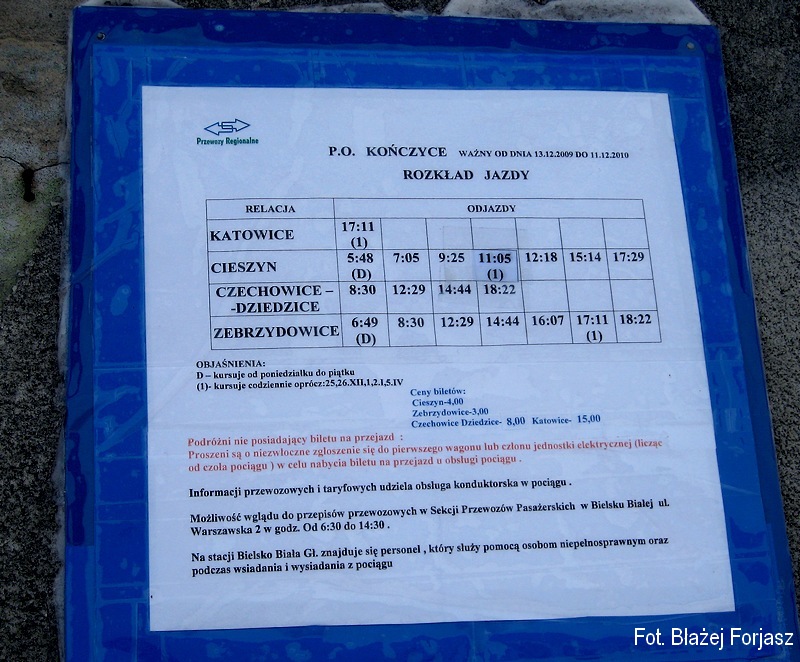 Przewozy Regionalne
P.O. KOŃCZYCE WAŻNY OD DNIA 13.12.2009 DO 11.12.2010
ROZKŁAD JAZDY
RELACJA ODJAZDY
KATOWICE 17:11 (1)
CIESZYN 5:48 (D) 7:05 9:25 11:05 (1) 12:18 15:14 17:29
CZECHOWICE –
-DZIEDZICE 8:30 12:29 14:44 18:22
ZEBRZYDOWICE 6:49 (D) 8:30 12:29 14:44 16:07 17:11 (1) 18:22
OBJAŚNIENIA:
D – kursuje od poniedziałku do piątku
(1)- kursuje codziennie oprócz:25,26.XII,1,2.I,5.IV
Ceny biletów:
Cieszyn-4,00
Zebrzydowice-3,00
Czechowice Dziedzice- 8,00 Katowice- 15,00
Podróżni nie posiadający biletu na przejazd :
Proszeni są o niezwłoczne zgłoszenie się do pierwszego wagonu lub członu jednostki elektrycznej (licząc
od czoła pociągu ) w celu nabycia biletu na przejazd u obsługi pociągu .
Informacji przewozowych i taryfowych udziela obsługa konduktorska w pociągu .
Możliwość wglądu do przepisów przewozowych w Sekcji Przewozów Pasażerskich w Bielsku Białej ul.
Warszawska 2 w godz. Od 6:30 do 14:30 .
Na stacji Bielsko Biała Gł. znajduje się personel , który służy pomocą osobom niepełnosprawnym oraz
podczas wsiadania i wysiadania z pociągu
Fot. Błażej Forjasz